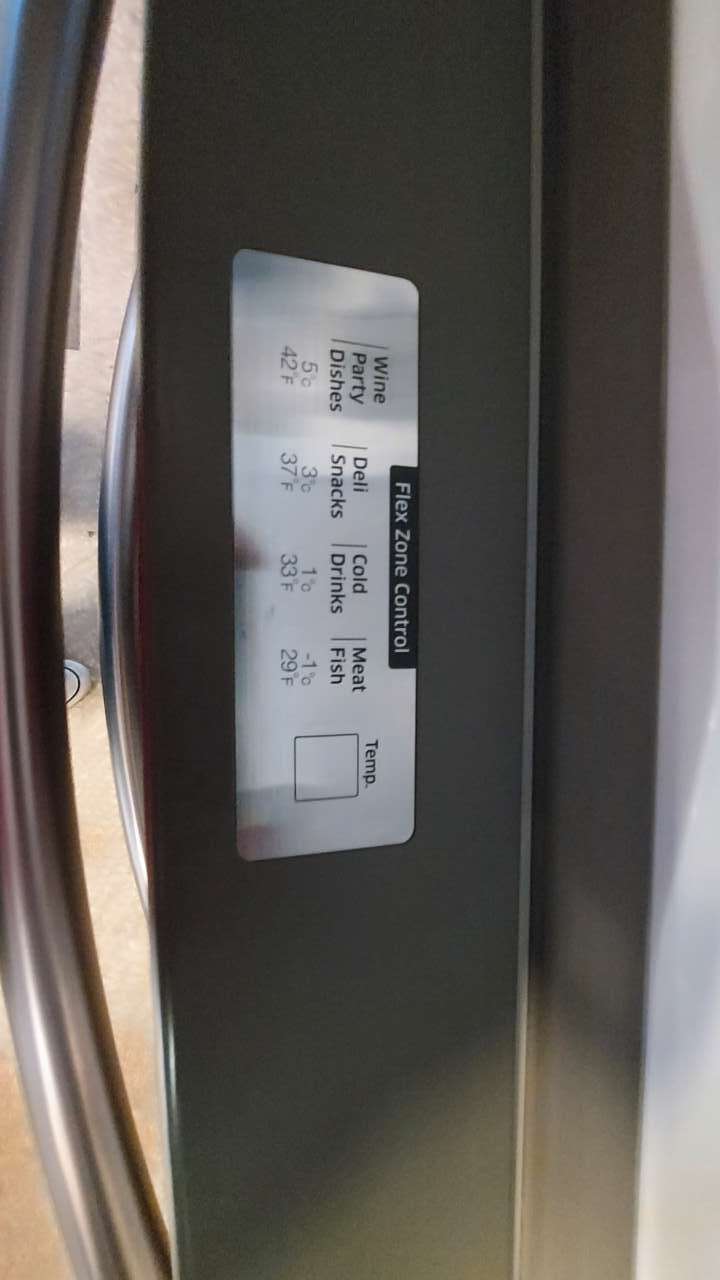 Flex Zone Control
Wine
Party
Dishes
5°C
42°F
Deli
Snacks
3°C
37°F
Cold
Drinks
1°C
33°F
Meat
Fish
-1°C
29°F
Temp.